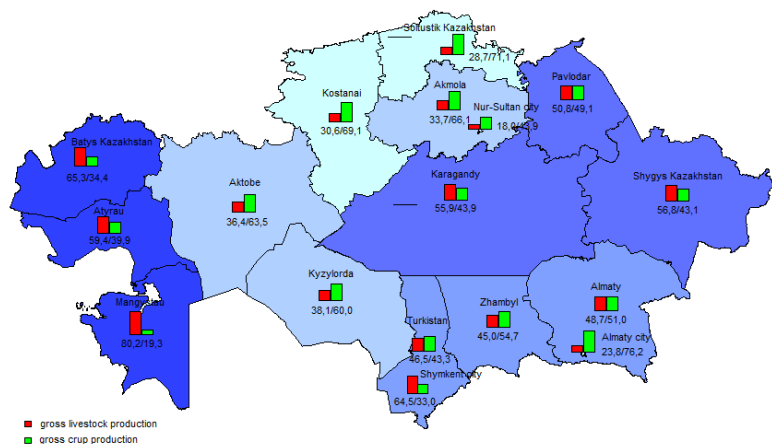 Soltustik Kazakhstan
28,7/71,1
Kostanai
30,6/69,1
Akmola
33,7/66,1
Nur-Sultan city
Pavlodar
50,8/49,1
Batys Kazakhstan
65,3/34,4
Aktobe
36,4/63,5
Karagandy
55,9/43,9
Shygys Kazakhstan
56,8/43,1
Atyrau
59,4/39,9
Mangystau
80,2/19,3
Kyzylorda
38,1/60,0
Turkistan
46,5/43,3
Zhambyl
45,0/54,7
Almaty
48,7/51,0
Almaty city
23,8/76,2
Shymkent city
64,5/33,0
gross livestock production
gross crup production